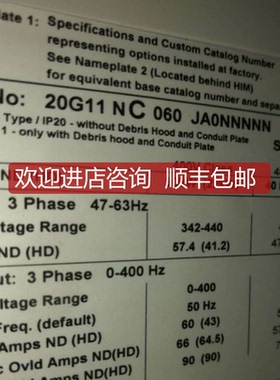 late 1: Specifications and Custom Catalog Number
representing options installed at factory.
See Nameplate 2 (Located behind HIM)
for equivalent base catalog number and separ
No: 20G11 NC 060 JA0NNNNN
Type / IP20 - without Debris Hood and Conduit Plate
1 - only with Debris hood and Conduit Plate
欢迎进店咨询 顺丰包邮
3 Phase 47-63Hz
ltage Range 342-440
ND (HD) 57.4 (41.2)
ut: 3 Phase 0-400 Hz
ltage Range 0-400
Freq. (default) 50 Hz
Amps ND(HD) 60 (43)
c Ovld Amps ND(HD) 66 (64.5)
90 (90)